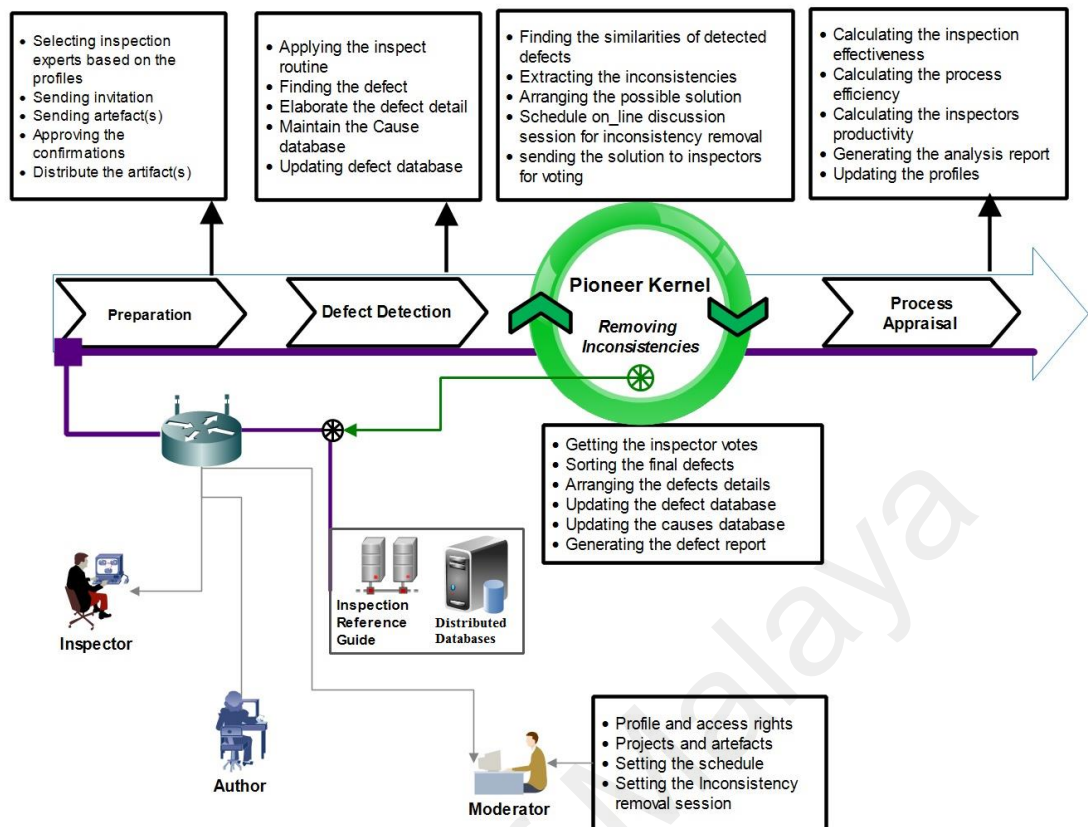 • Selecting inspection
experts based on the
profiles
• Sending invitation
• Sending artefact(s)
• Approving the
confirmations
• Distribute the artifact(s)
• Applying the inspect
routine
• Finding the defect
• Elaborate the defect detail
• Maintain the Cause
database
• Updating defect database
• Finding the similarities of detected
defects
• Extracting the inconsistencies
• Arranging the possible solution
• Schedule on_line discussion
session for inconsistency removal
• sending the solution to inspectors
for voting
• Calculating the inspection
effectiveness
• Calculating the process
efficiency
• Calculating the inspectors
productivity
• Generating the analysis report
• Updating the profiles
Preparation
Defect Detection
Pioneer Kernel
Removing
Inconsistencies
Process
Appraisal
• Getting the inspector votes
• Sorting the final defects
• Arranging the defects details
• Updating the defect database
• Updating the causes database
• Generating the defect report
Inspection
Reference
Guide
Distributed
Databases
Inspector
Author
Moderator
• Profile and access rights
• Projects and artefacts
• Setting the schedule
• Setting the Inconsistency
removal session
Malaya